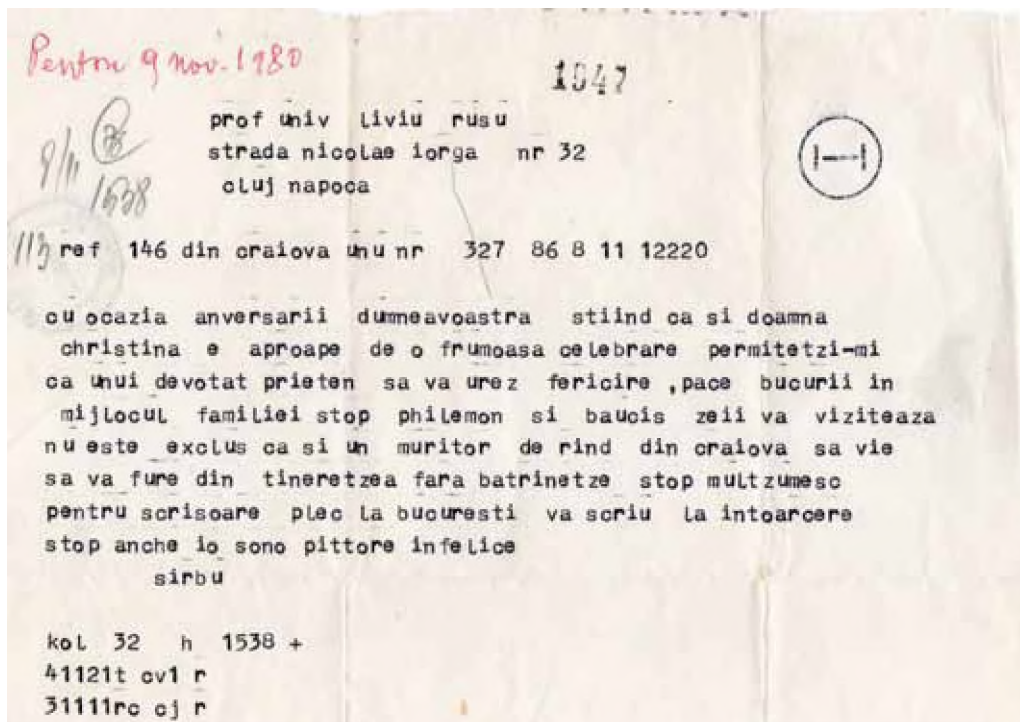 Pentru 9 nov. 1980
1947
prof univ liviu rusu
strada nicolae iorga nr 32
cluj napoca
9/11
1538
113 ref 146 din craiova unu nr 327 86 8 11 12220
cu ocazia anversarii dumneavoastra stiind ca si doamna
christina e aproape de o frumoasa celebrare permitetzi-mi
ca unui devotat prieten sa va urez fericire ,pace bucurii in
mijlocul familiei stop philemon si baucis zeii va viziteaza
nu este exclus ca si un muritor de rind din craiova sa vie
sa va fure din tineretzea fara batrinetze stop multzumesc
pentru scrisoare plec la bucuresti va scriu la intoarcere
stop anche io sono pittore infelice
sirbu
kol 32 h 1538 +
41121t cv1 r
31111rc cj r